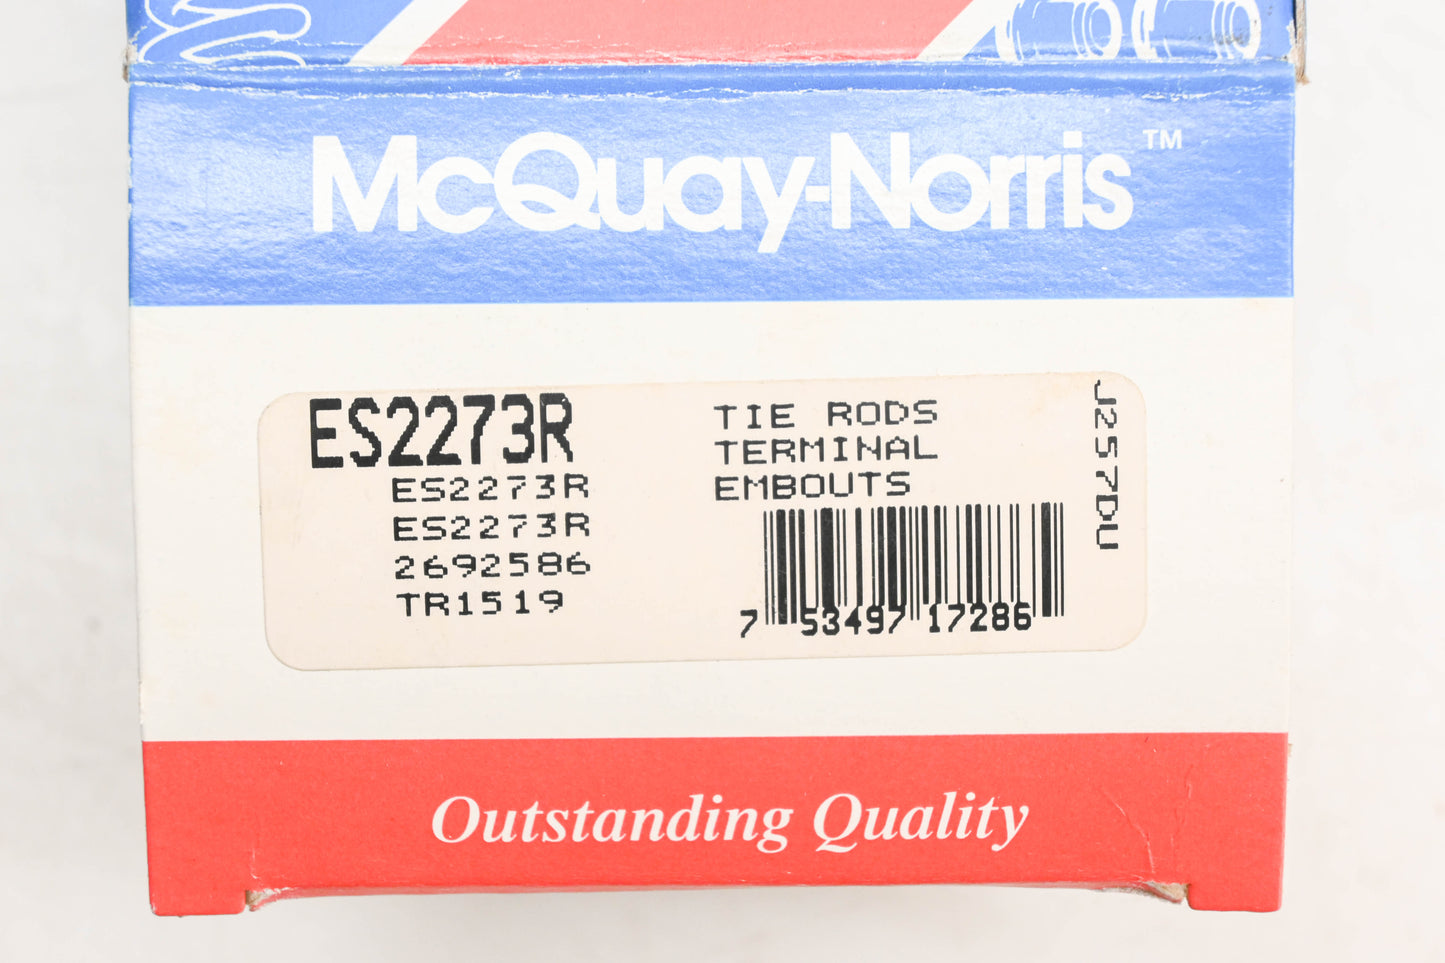 McQuay-Norris™
ES2273R
ES2273R
ES2273R
2692586
TR1519
TIE RODS
TERMINAL
EMBOUTS
7 53497 17286
J257DU
Outstanding Quality